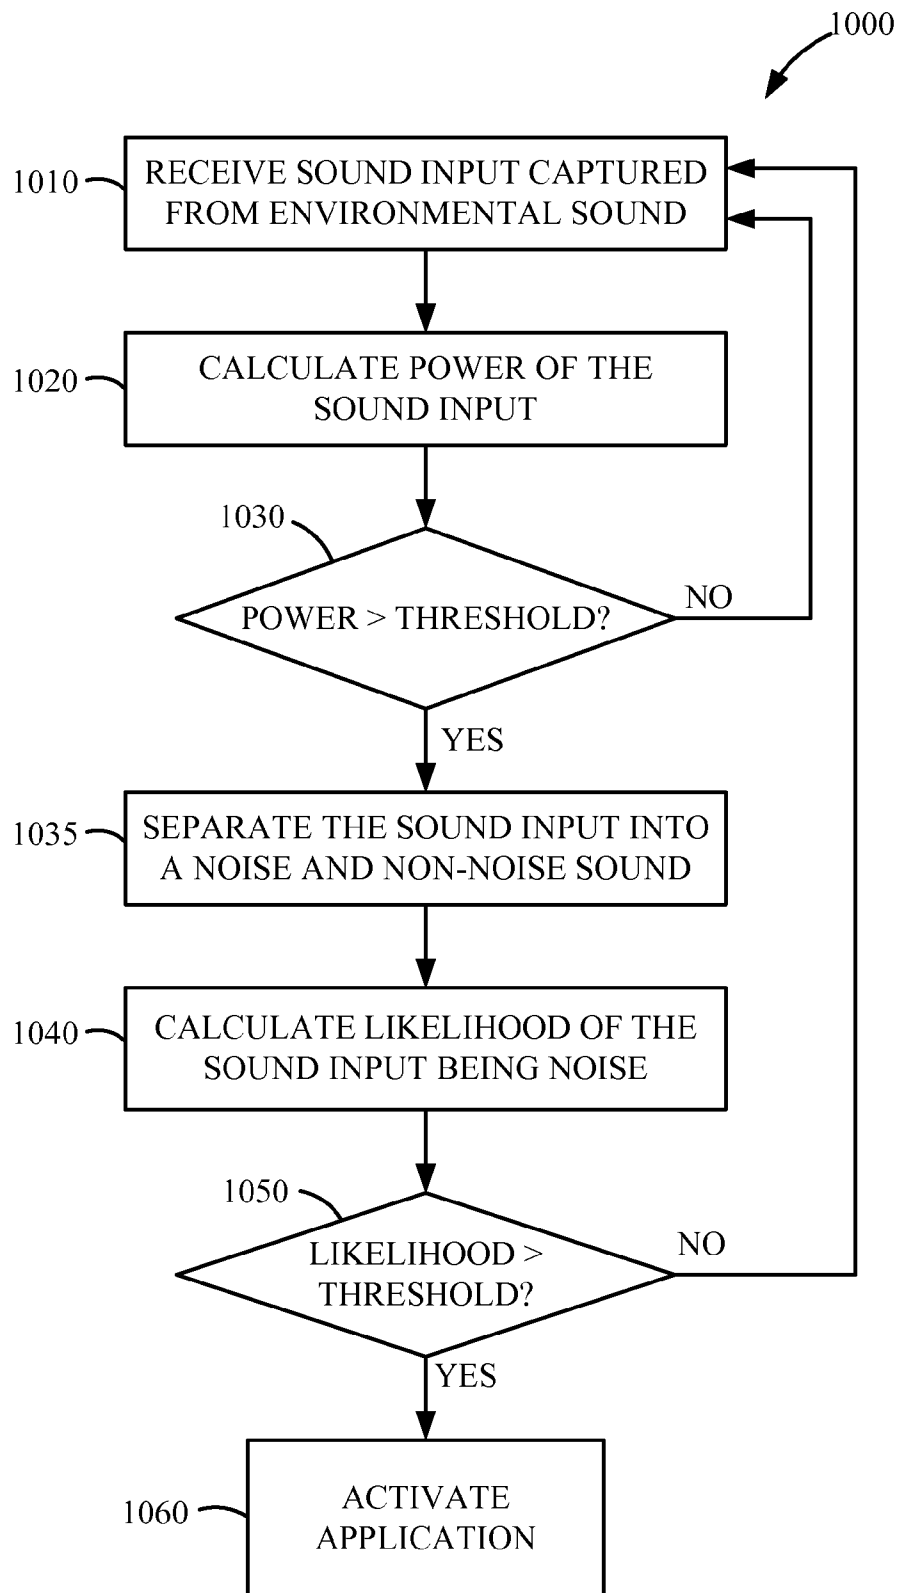 1000
1010
RECEIVE SOUND INPUT CAPTURED
FROM ENVIRONMENTAL SOUND
1020
CALCULATE POWER OF THE
SOUND INPUT
1030
POWER > THRESHOLD?
NO
YES
1035
SEPARATE THE SOUND INPUT INTO
A NOISE AND NON-NOISE SOUND
1040
CALCULATE LIKELIHOOD OF THE
SOUND INPUT BEING NOISE
1050
LIKELIHOOD >
THRESHOLD?
NO
YES
1060
ACTIVATE
APPLICATION